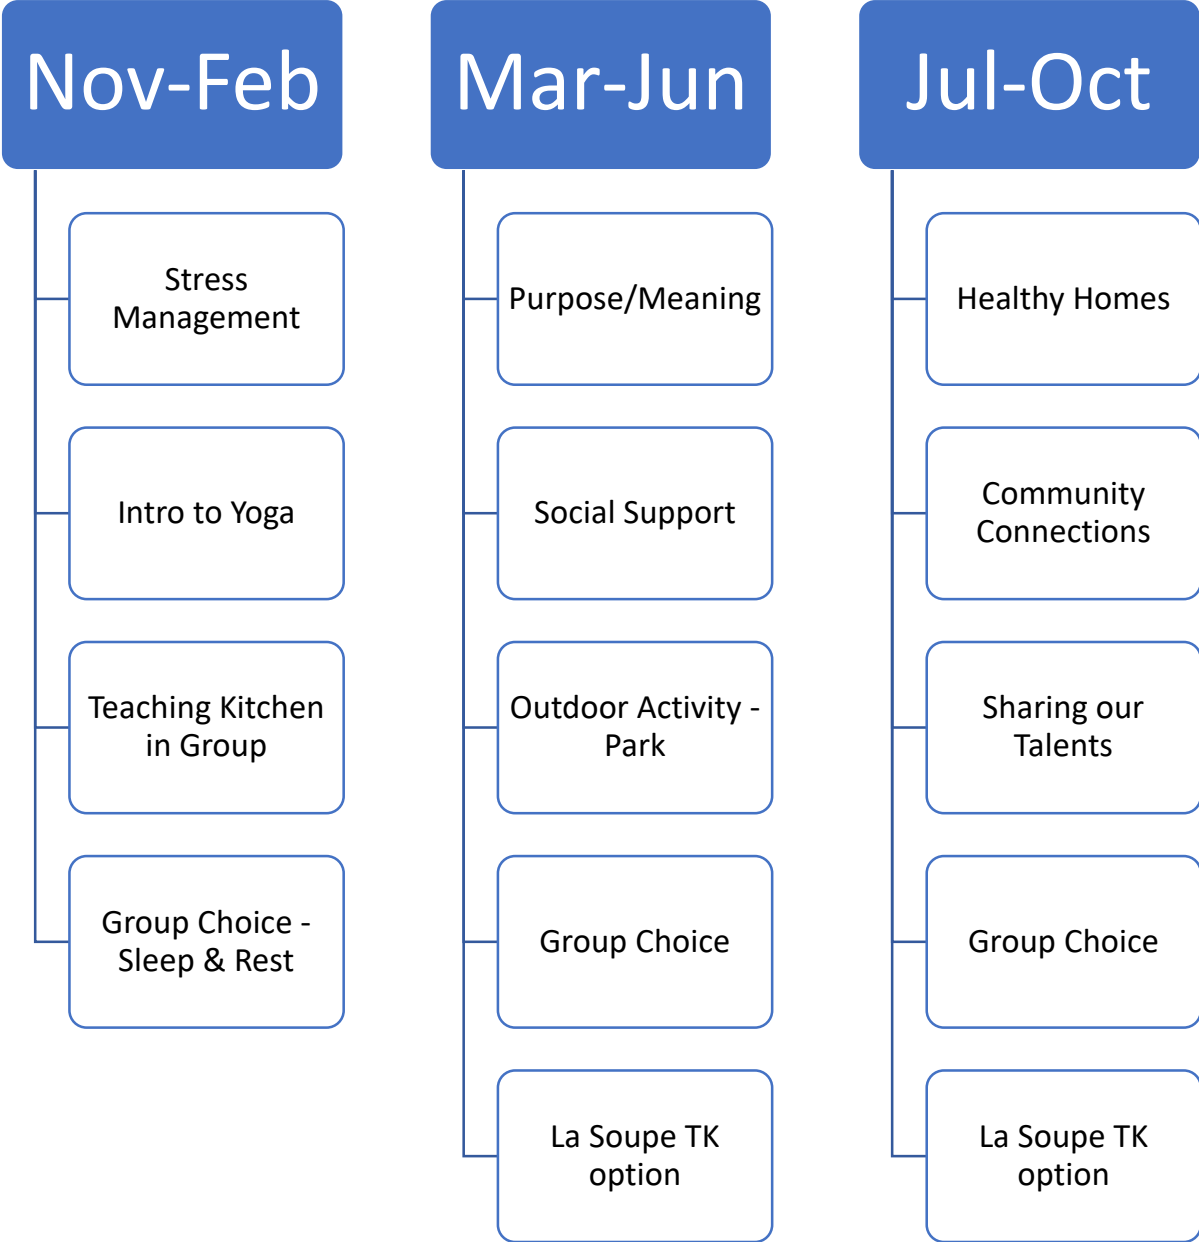 Nov-Feb
Stress
Management
Intro to Yoga
Teaching Kitchen
in Group
Group Choice -
Sleep & Rest
Mar-Jun
Purpose/Meaning
Social Support
Outdoor Activity -
Park
Group Choice
La Soupe TK
option
Jul-Oct
Healthy Homes
Community
Connections
Sharing our
Talents
Group Choice
La Soupe TK
option